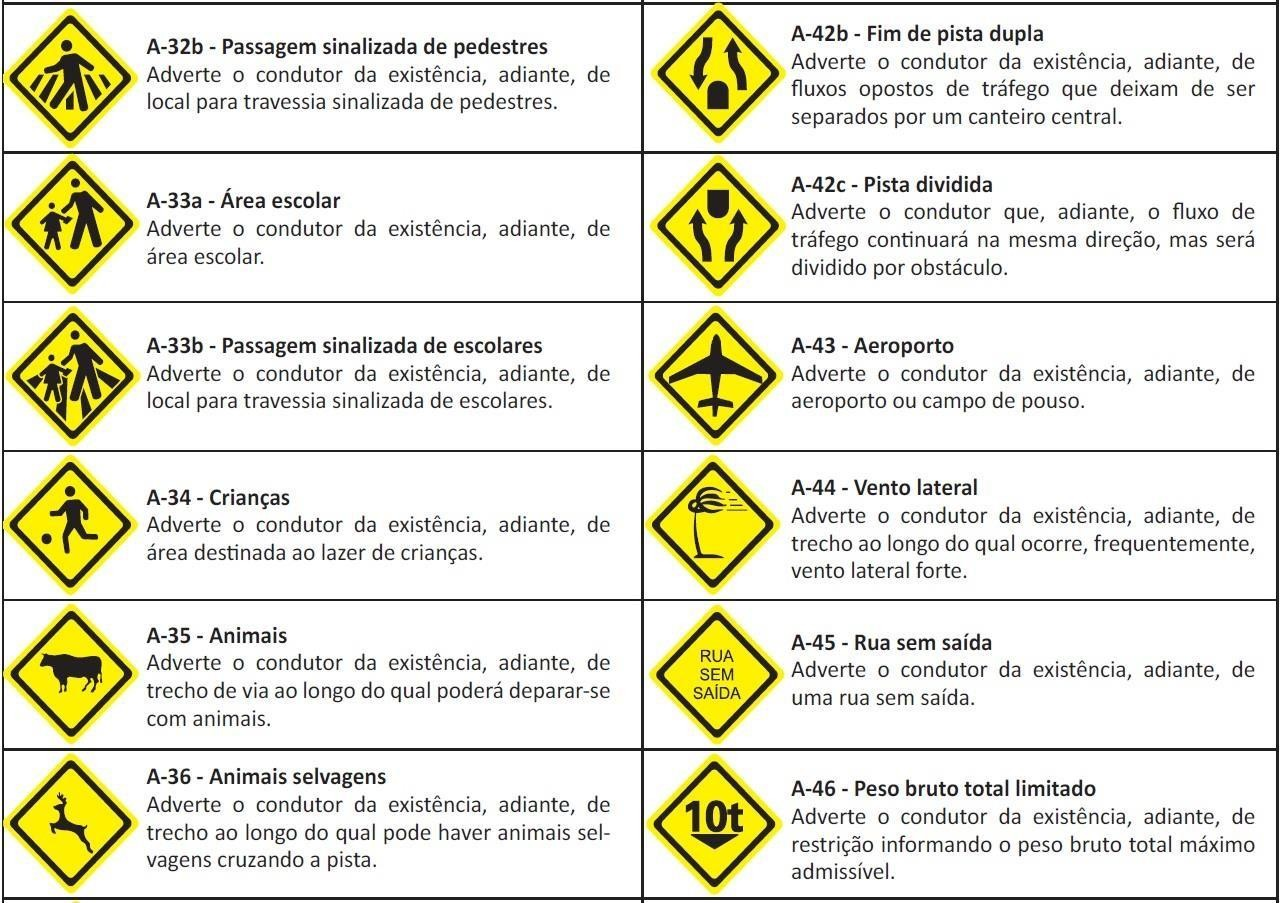 A-32b - Passagem sinalizada de pedestres
Adverte o condutor da existência, adiante, de
local para travessia sinalizada de pedestres.
A-42b - Fim de pista dupla
Adverte o condutor da existência, adiante, de
fluxos opostos de tráfego que deixam de ser
separados por um canteiro central.
A-33a - Área escolar
Adverte o condutor da existência, adiante, de
área escolar.
A-42c - Pista dividida
Adverte o condutor que, adiante, o fluxo de
tráfego continuará na mesma direção, mas será
dividido por obstáculo.
A-33b - Passagem sinalizada de escolares
Adverte o condutor da existência, adiante, de
local para travessia sinalizada de escolares.
A-43 - Aeroporto
Adverte o condutor da existência, adiante, de
aeroporto ou campo de pouso.
A-34 - Crianças
Adverte o condutor da existência, adiante, de
área destinada ao lazer de crianças.
A-44 - Vento lateral
Adverte o condutor da existência, adiante, de
trecho ao longo do qual ocorre, frequentemente,
vento lateral forte.
A-35 - Animais
Adverte o condutor da existência, adiante, de
trecho de via ao longo do qual poderá deparar-se
com animais.
RUA
SEM
SAÍDA
A-45 - Rua sem saída
Adverte o condutor da existência, adiante, de
uma rua sem saída.
A-36 - Animais selvagens
Adverte o condutor da existência, adiante, de
trecho ao longo do qual pode haver animais sel-
vagens cruzando a pista.
10t
A-46 - Peso bruto total limitado
Adverte o condutor da existência, adiante, de
restrição informando o peso bruto total máximo
admissível.